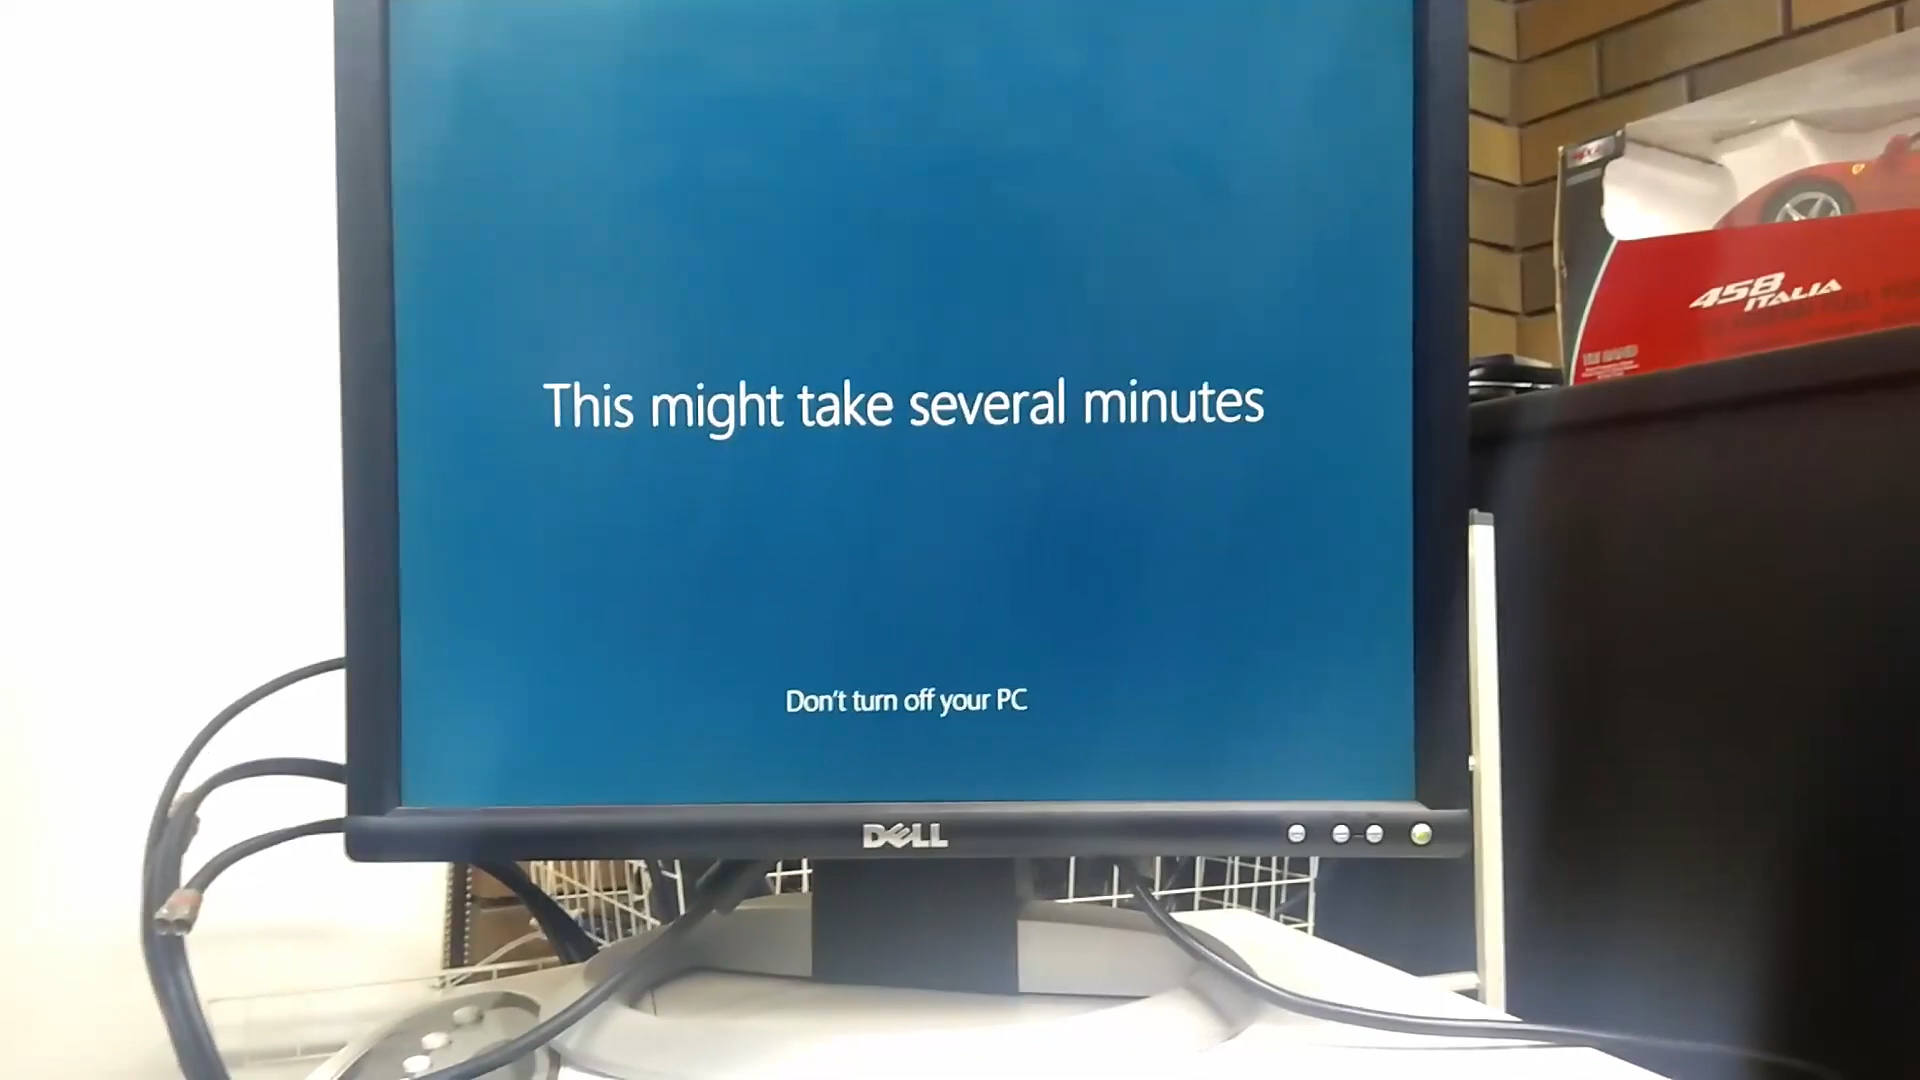 This might take several minutes
Don't turn off your PC
DELL
458
ITALIA